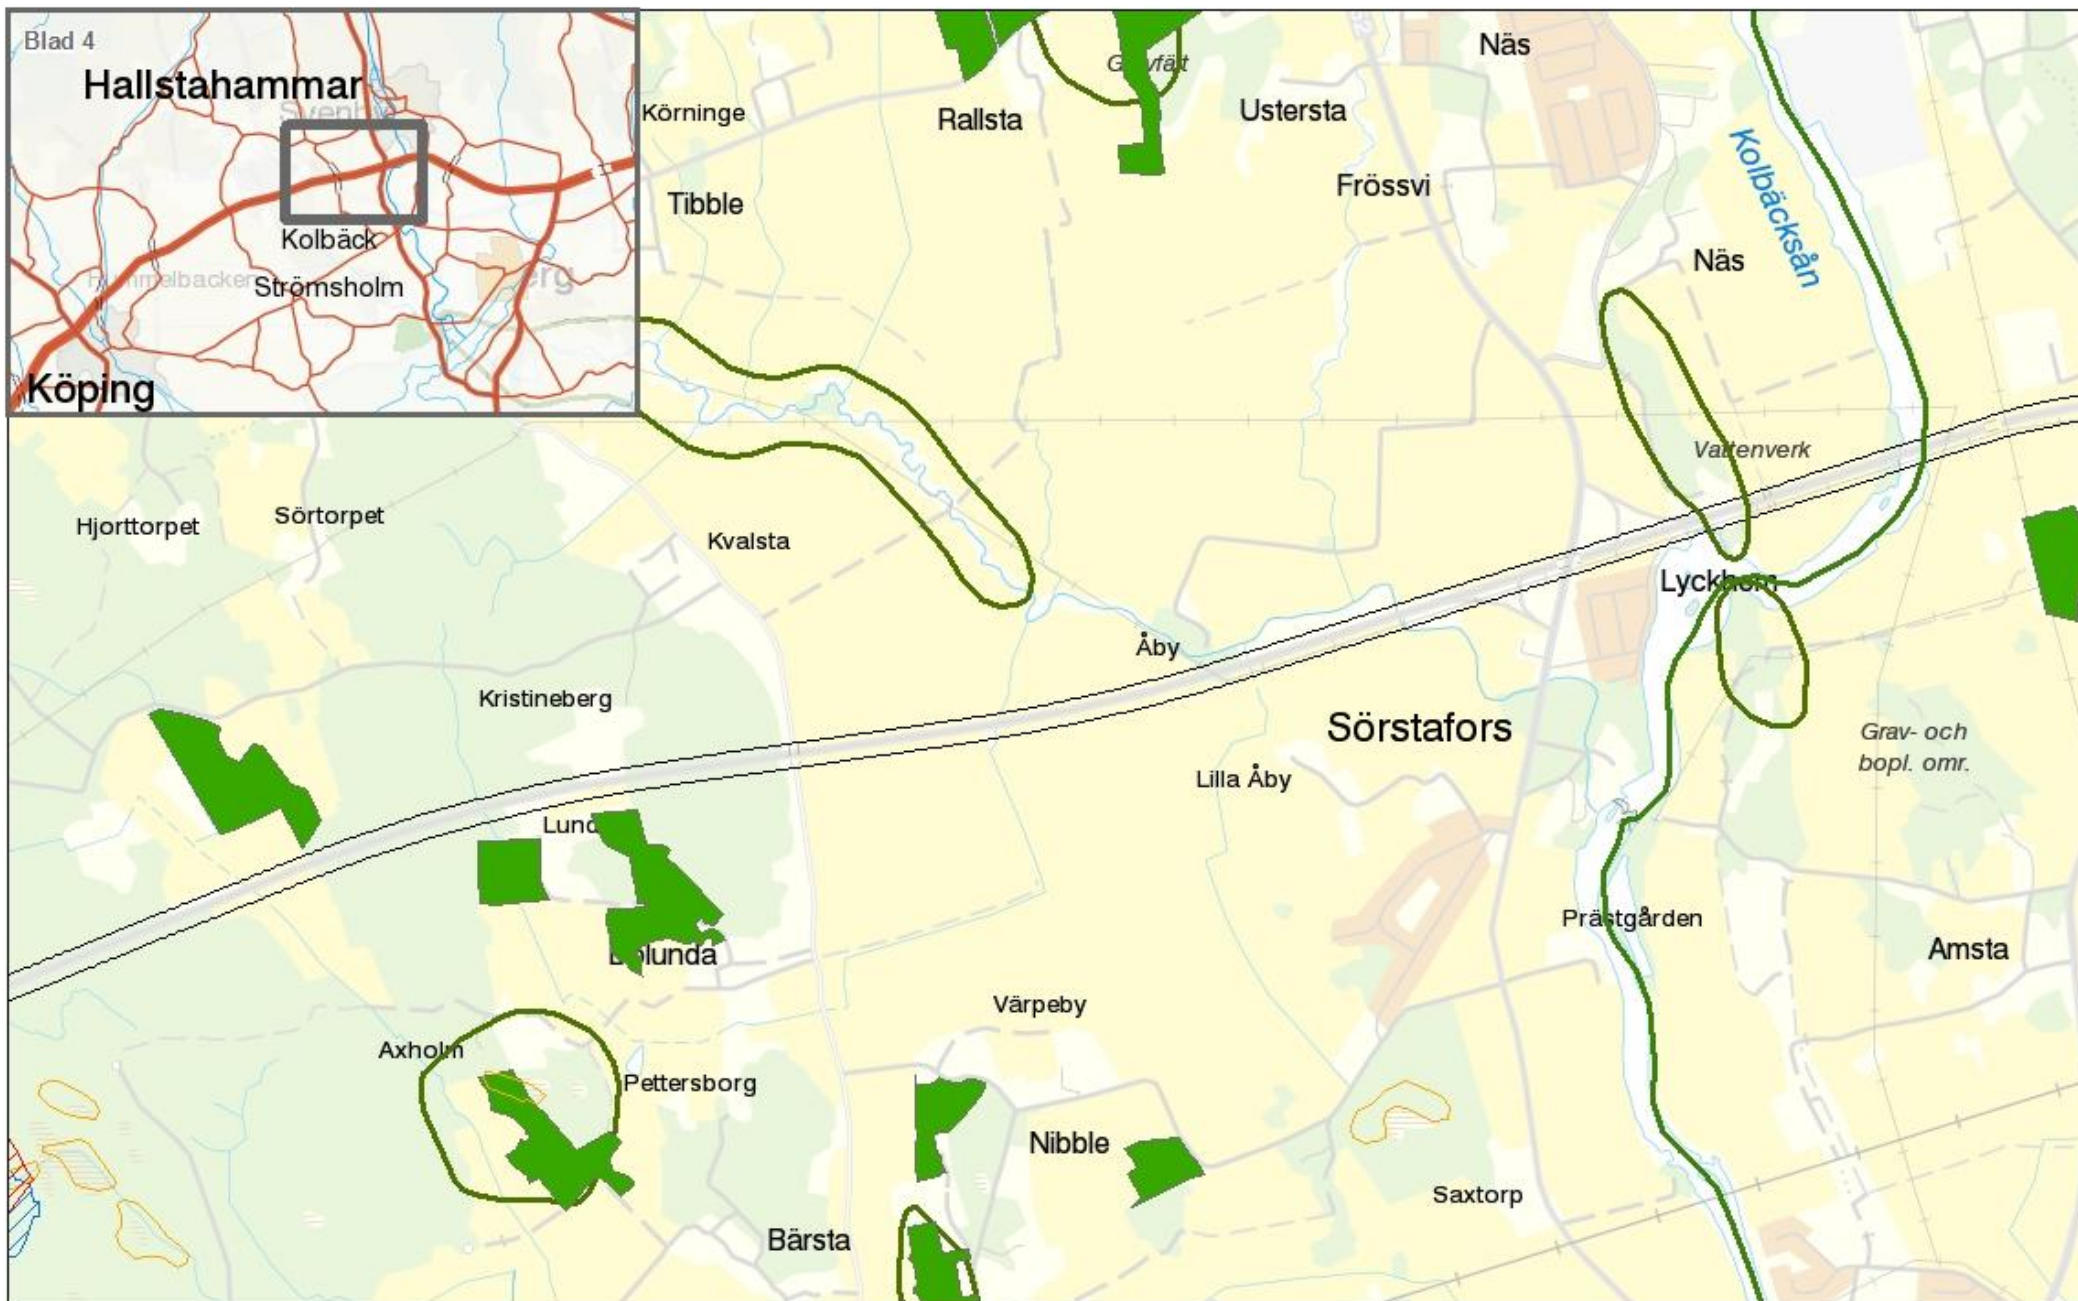 Blad 4
Hallstahammar
Kolbäck
Strömsholm
Köping
Näs
Körninge
Rallsta
Ustersta
Tibble
Frössvi
Kolbäcksån
Näs
Vattenverk
Hjorttorpet
Sörtorpet
Kvalsta
Lyckhem
Åby
Kristineberg
Sörstafors
Grav- och
bopl. omr.
Lilla Åby
Prästgården
Amsta
Värpeby
Axholm
Pettersborg
Nibble
Saxtorp
Bärsta